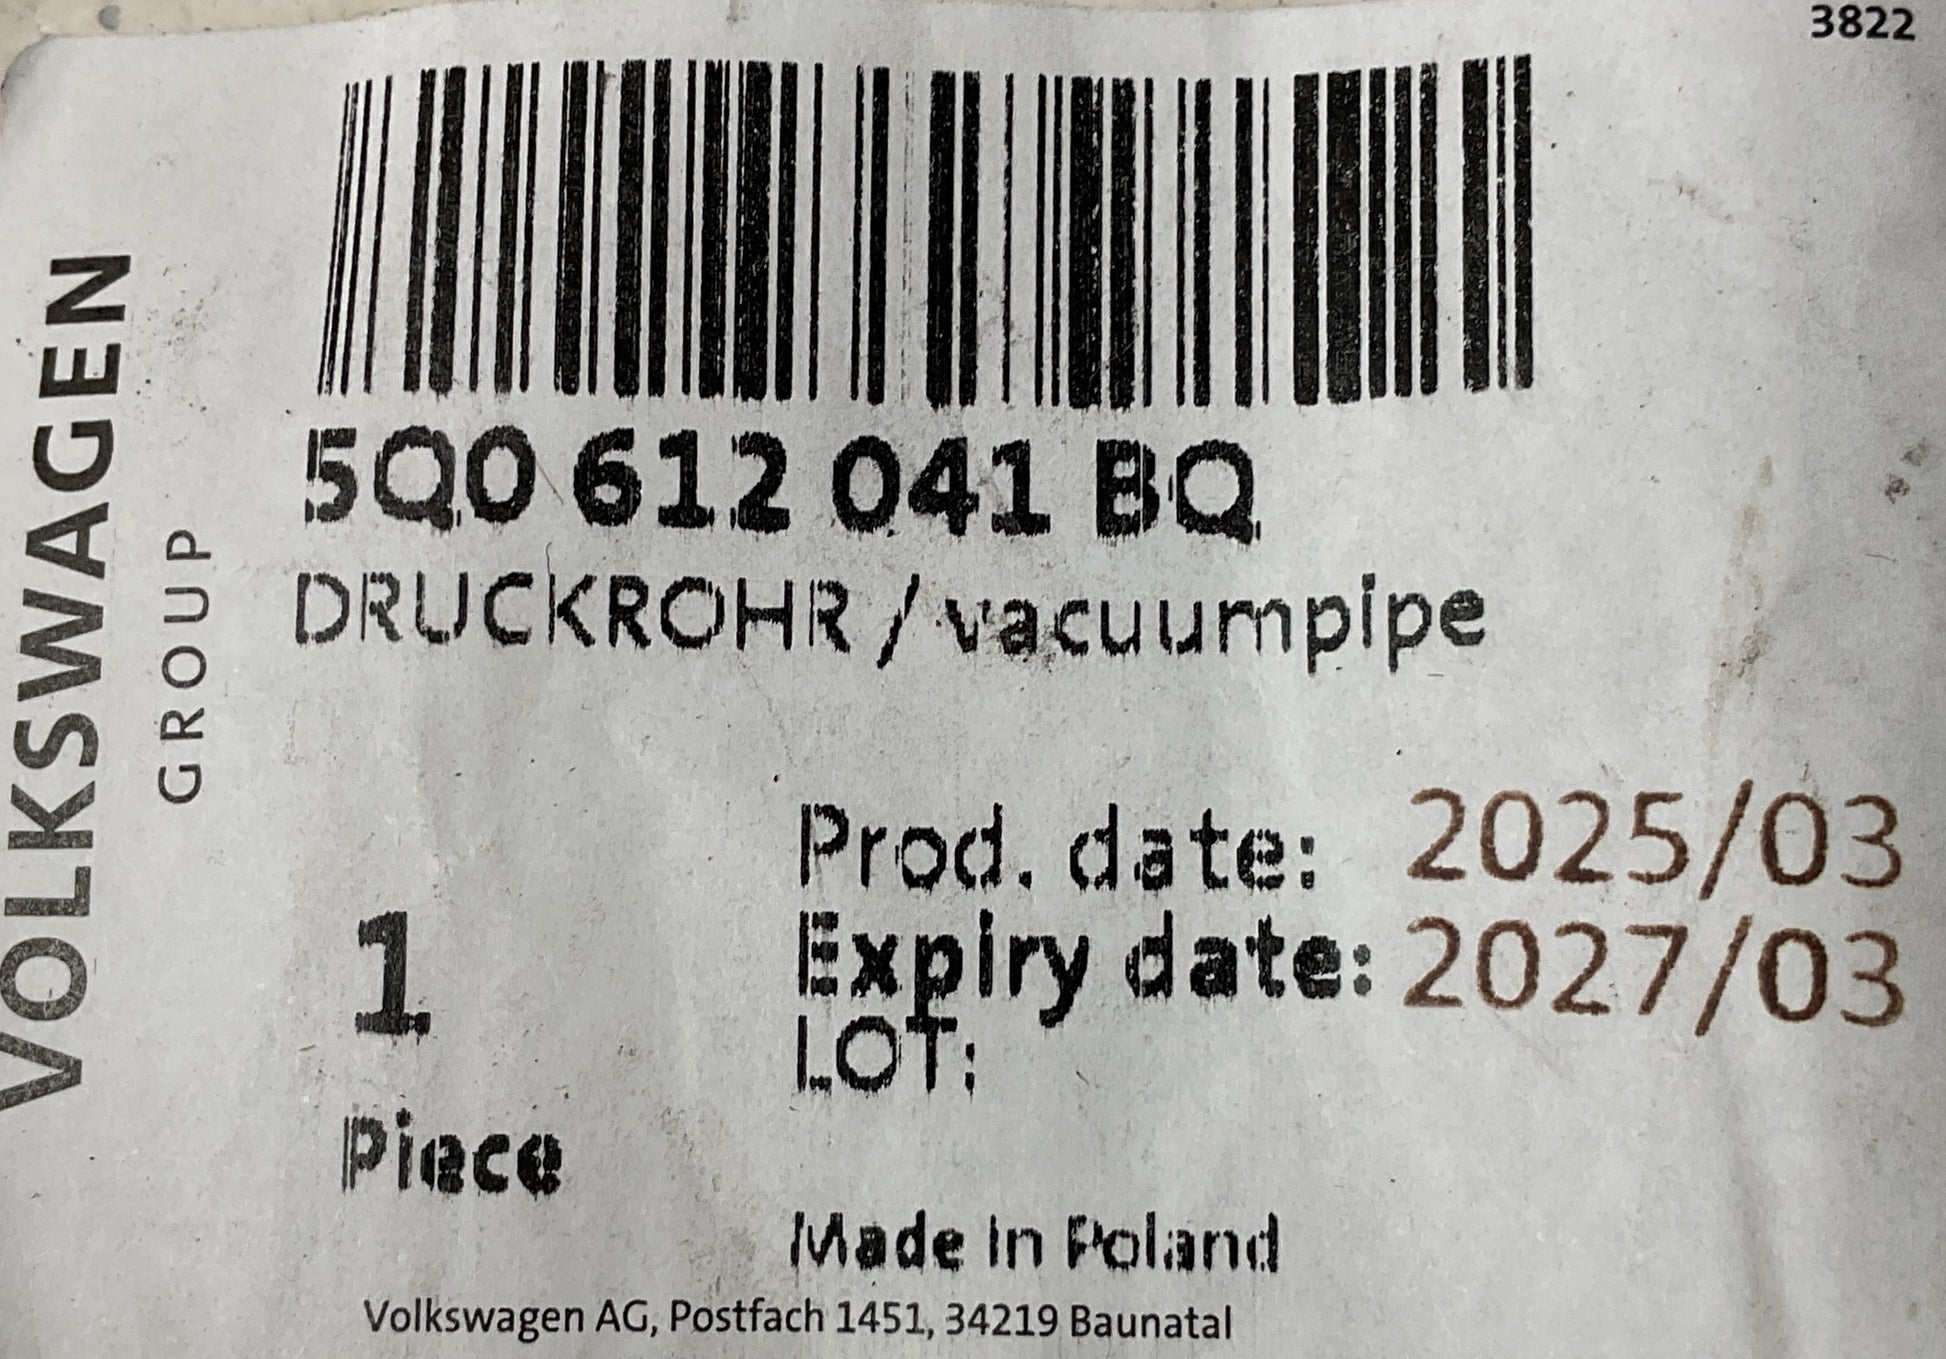 3822
VOLKSWAGEN
GROUP
5Q0 612 041 BQ
DRUCKROHR / vacuumpipe
Prod. date: 2025/03
Expiry date: 2027/03
LOT:
1
Piece
Made in Poland
Volkswagen AG, Postfach 1451, 34219 Baunatal